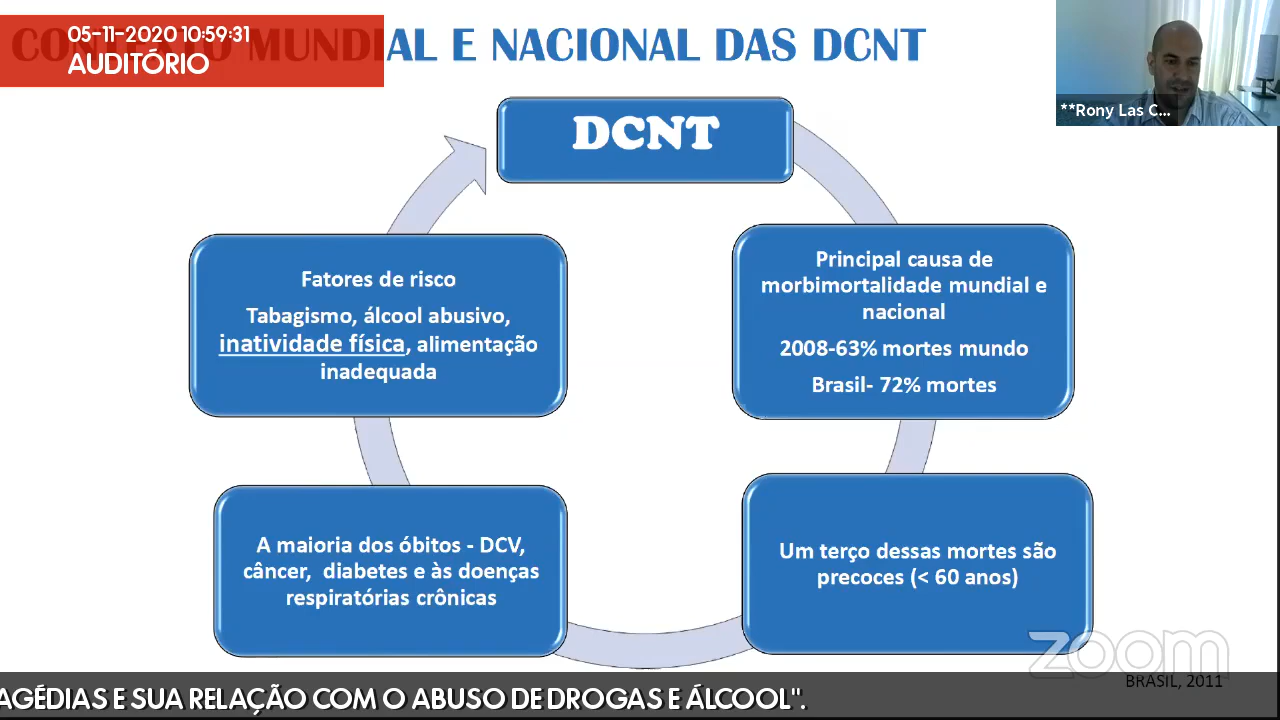 05-11-2020 10:59:31
AUDITÓRIO
MUNDIAL E NACIONAL DAS DCNT
**Rony Las C...
DCNT
Principal causa de
morbimortalidade mundial e
nacional
2008-63% mortes mundo
Brasil- 72% mortes
Um terço dessas mortes são
precoces (< 60 anos)
A maioria dos óbitos - DCV,
câncer, diabetes e às doenças
respiratórias crônicas
Fatores de risco
Tabagismo, álcool abusivo,
inatividade física, alimentação
inadequada
zoom
BRASIL, 2011
AGÉDIAS E SUA RELAÇÃO COM O ABUSO DE DROGAS E ÁLCOOL".